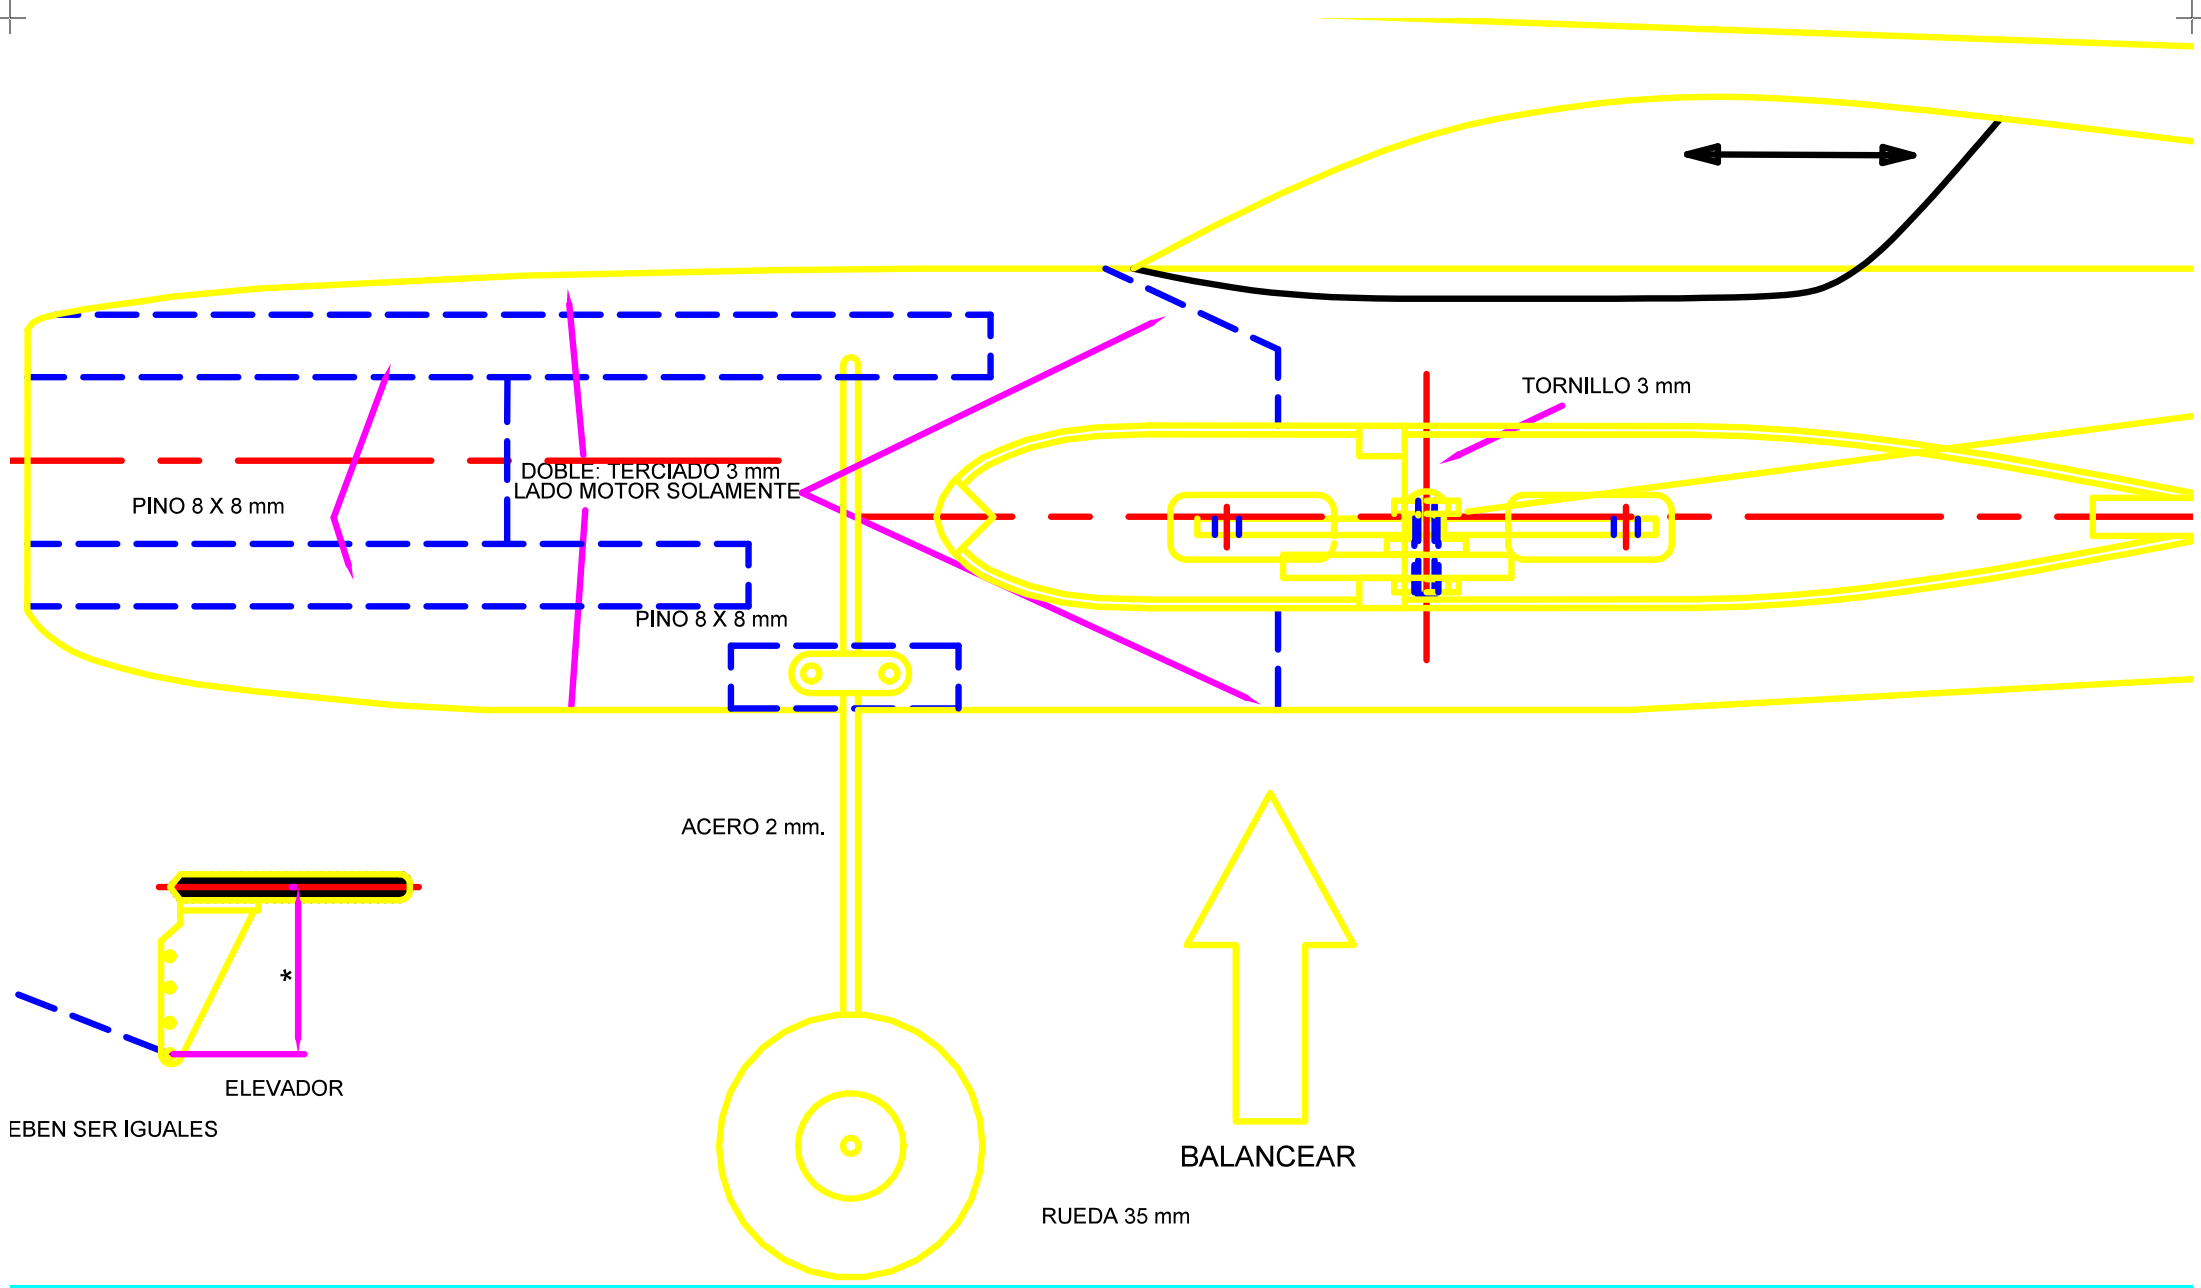 TORNILLO 3 mm
DOBLE: TERCIADO 3 mm
LADO MOTOR SOLAMENTE
PINO 8 X 8 mm
PINO 8 X 8 mm
ACERO 2 mm.
*
ELEVADOR
EBEN SER IGUALES
BALANCEAR
RUEDA 35 mm